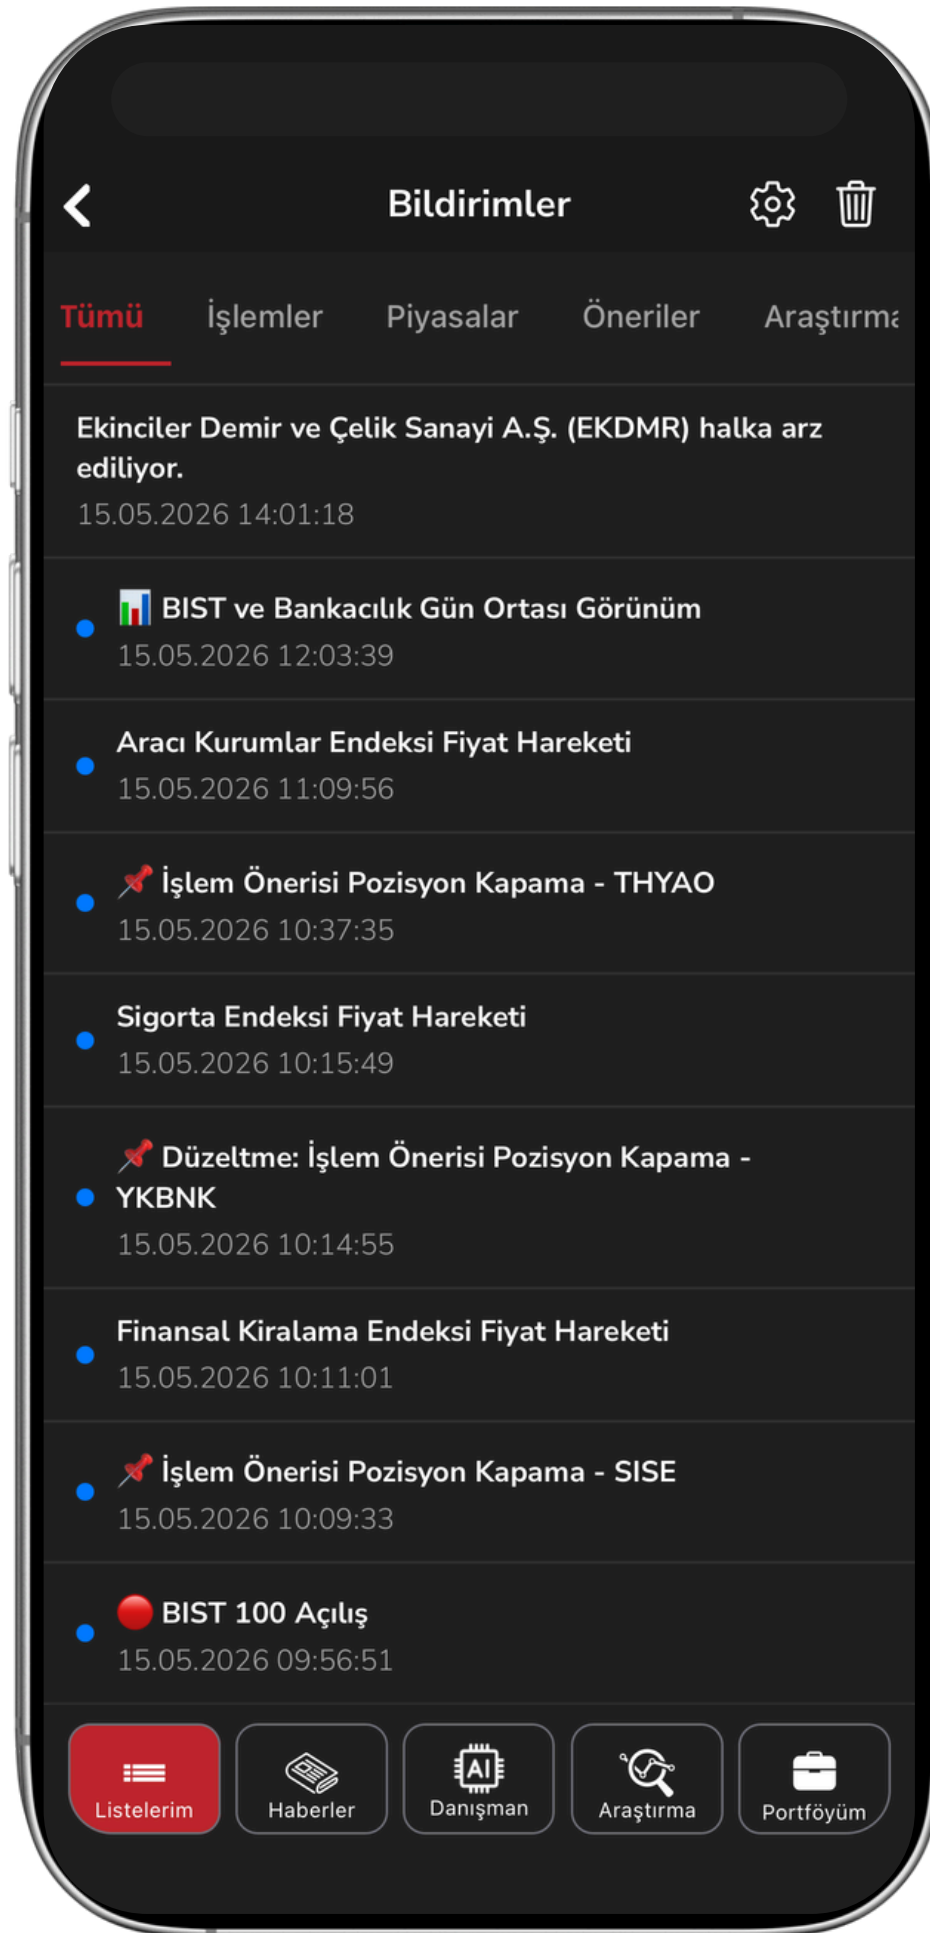 Bildirimler
Tümü İşlemler Piyasalar Öneriler Araştırma
Ekinciler Demir ve Çelik Sanayi A.Ş. (EKDMR) halka arz
ediliyor.
15.05.2026 14:01:18
📊 BIST ve Bankacılık Gün Ortası Görünüm
15.05.2026 12:03:39
Aracı Kurumlar Endeksi Fiyat Hareketi
15.05.2026 11:09:56
📌 İşlem Önerisi Pozisyon Kapama - THYAO
15.05.2026 10:37:35
Sigorta Endeksi Fiyat Hareketi
15.05.2026 10:15:49
📌 Düzeltme: İşlem Önerisi Pozisyon Kapama -
YKBNK
15.05.2026 10:14:55
Finansal Kiralama Endeksi Fiyat Hareketi
15.05.2026 10:11:01
📌 İşlem Önerisi Pozisyon Kapama - SISE
15.05.2026 10:09:33
🔴 BIST 100 Açılış
15.05.2026 09:56:51
AI
Listelerim Haberler Danışman Araştırma Portföyüm